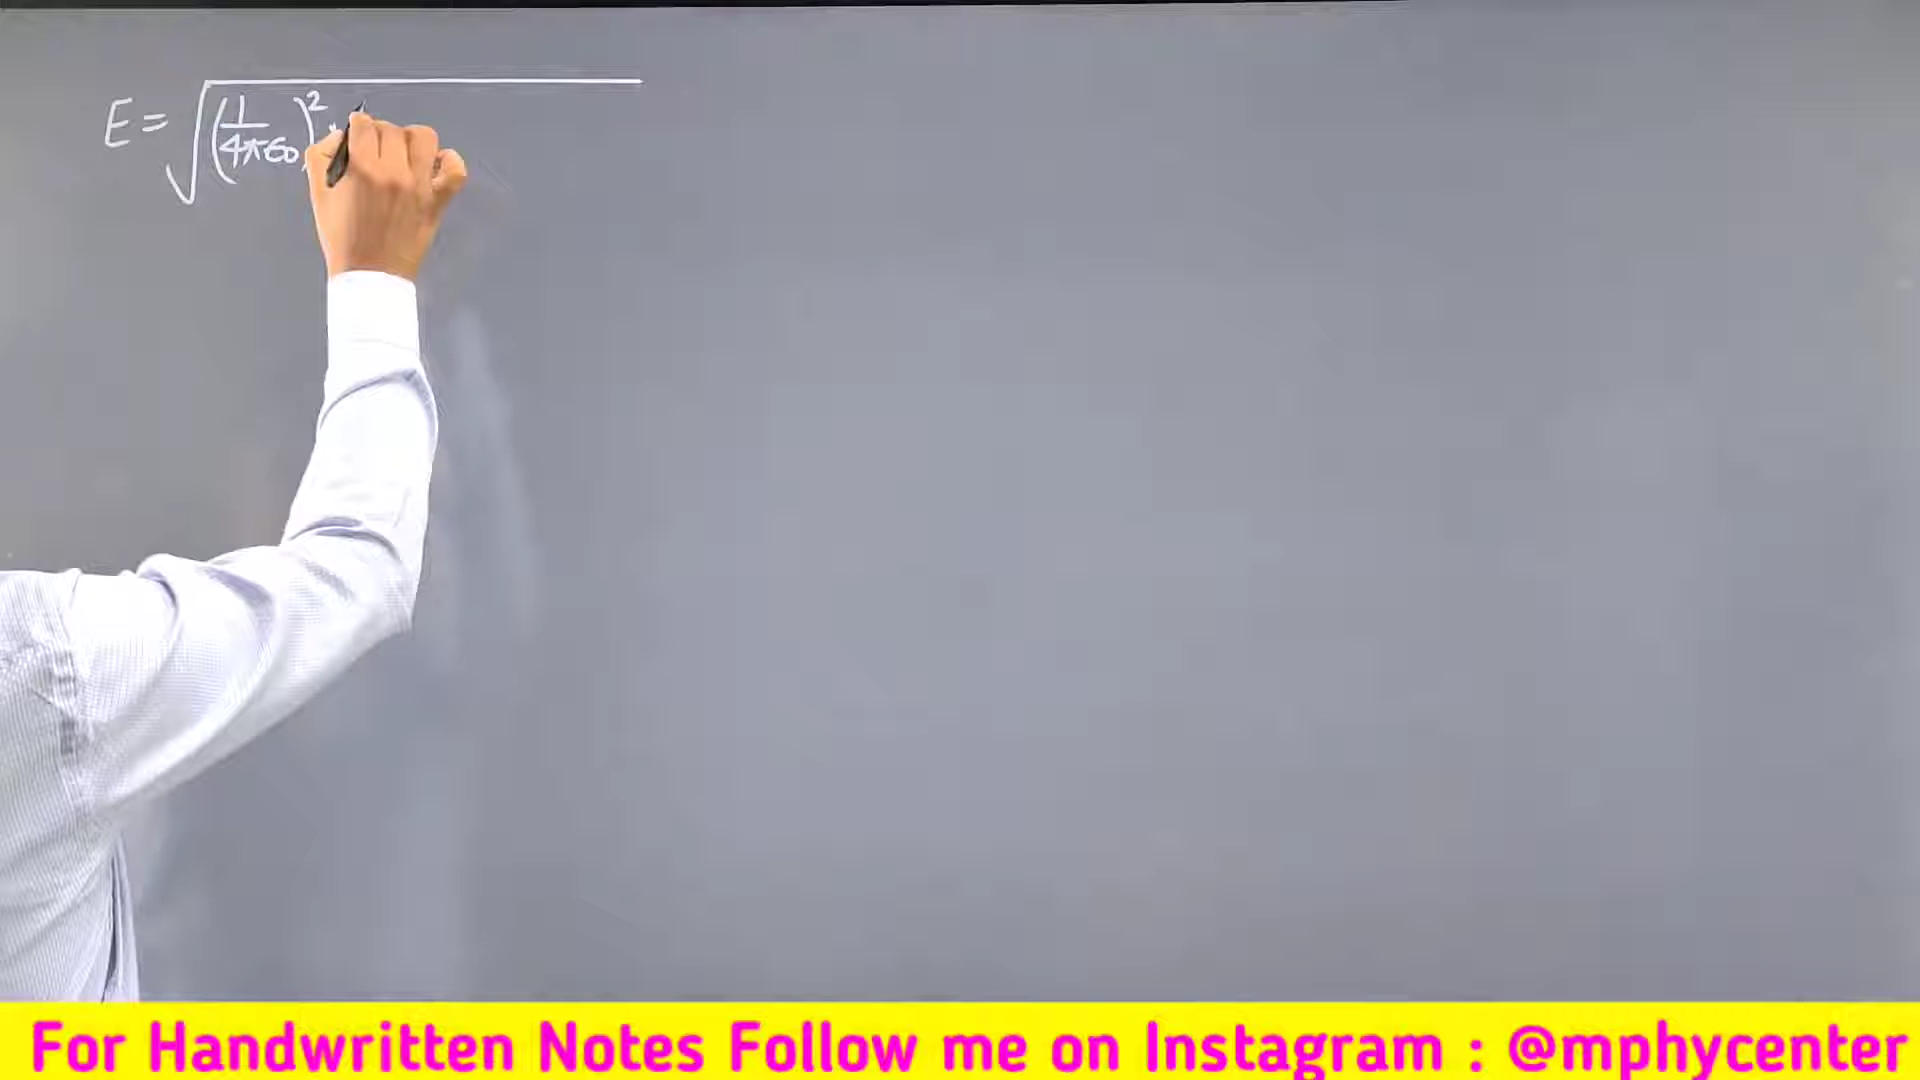 E = √(1/4πϵ0)²
For Handwritten Notes Follow me on Instagram : @mphycenter